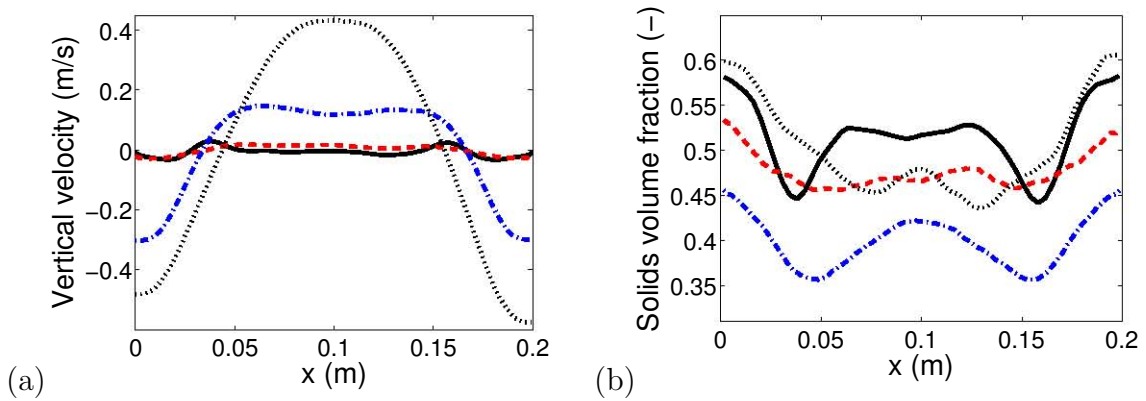 0.4
0.2
0
−0.2
−0.4
Vertical velocity (m/s)
0 0.05 0.1 0.15 0.2
x (m)
(a)
0.6
0.55
0.5
0.45
0.4
0.35
Solids volume fraction (−)
0 0.05 0.1 0.15 0.2
x (m)
(b)